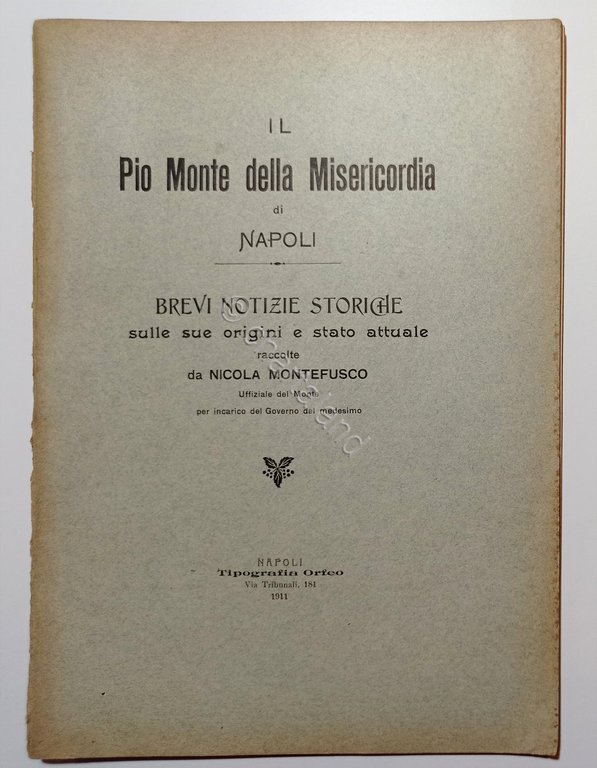 IL
Pio Monte della Misericordia
di
NAPOLI
BREVI NOTIZIE STORICHE
sulle sue origini e stato attuale
raccolte
da NICOLA MONTEFUSCO
Uffiziale del Monte
per incarico del Governo del medesimo
NAPOLI
Tipografia Orfeo
Via Tribunali, 181
1911